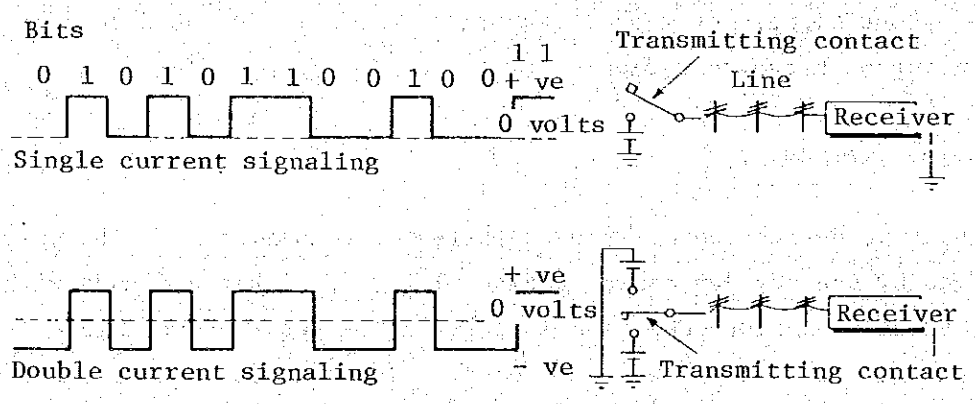 Bits
1 1
Transmitting contact
0 1 0 1 0 1 1 0 0 1 0 0 + ve
Line
0 volts
Receiver
Single current signaling
+ ve
0 volts
Receiver
- ve
Double current signaling
Transmitting contact